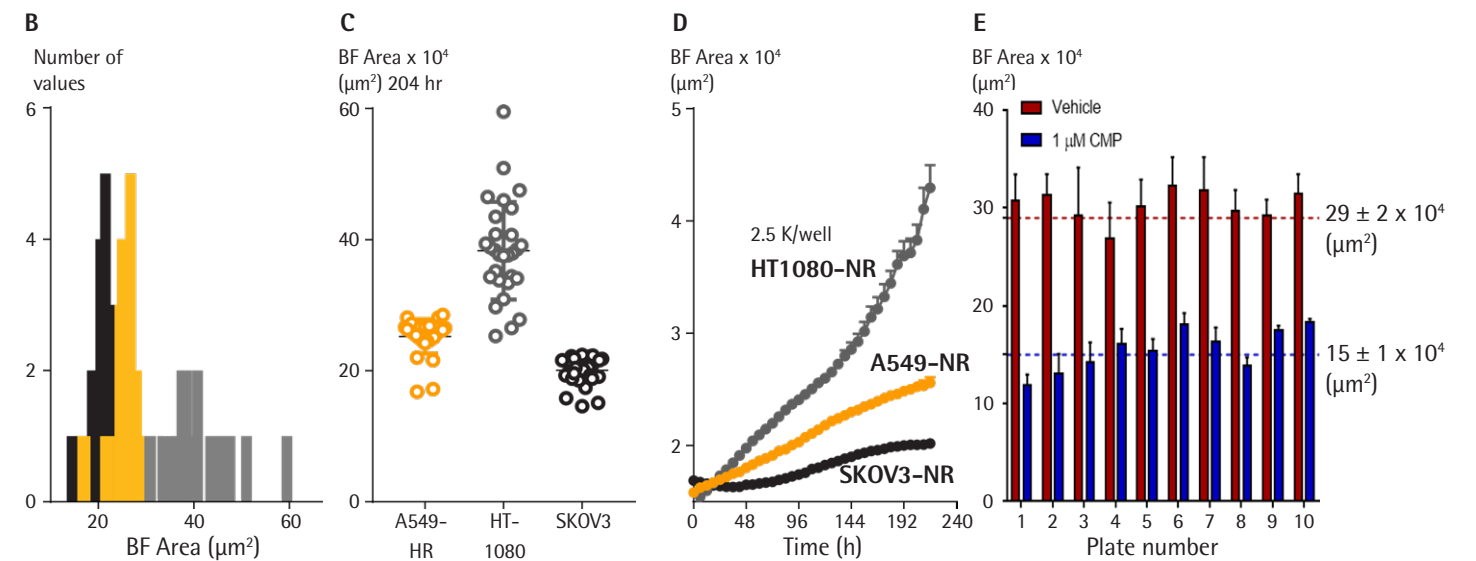 B
Number of
values
6
4
2
0
20
40
60
BF Area (µm²)
C
BF Area x 10⁴
(µm²) 204 hr
60
40
20
0
A549-
HR
HT-
1080
SKOV3
D
BF Area x 10⁴
(µm²)
5
4
3
2
2.5 K/well
HT1080-NR
A549-NR
SKOV3-NR
0
48
96
144
192
240
Time (h)
E
BF Area x 10⁴
(µm²)
40
30
20
10
0
Vehicle
1 µM CMP
29 ± 2 x 10⁴
(µm²)
15 ± 1 x 10⁴
(µm²)
1
2
3
4
5
6
7
8
9
10
Plate number